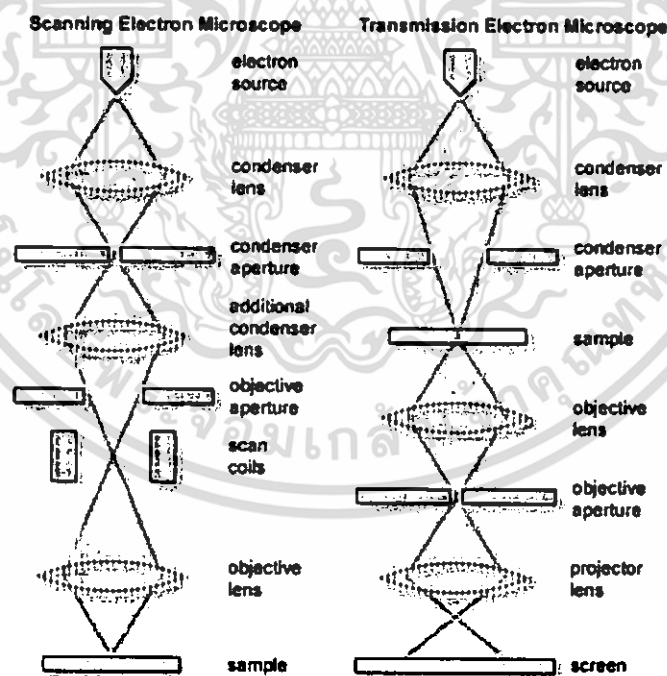 Scanning Electron Microscope
electron
source
condenser
lens
condenser
aperture
additional
condenser
lens
objective
aperture
scan
coils
objective
lens
sample
Transmission Electron Microscope
electron
source
condenser
lens
condenser
aperture
sample
objective
lens
objective
aperture
projector
lens
screen